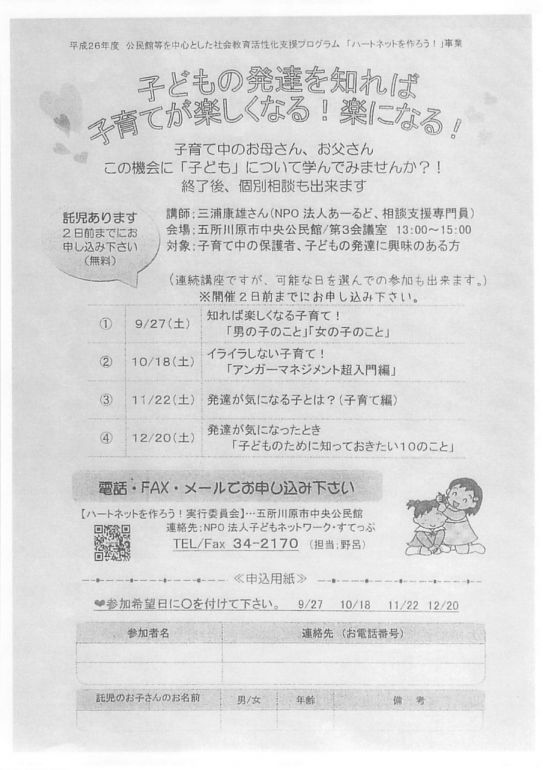 平成26年度 公民館等を中心とした社会教育活性化支援プログラム 「ハートネットを作ろう！」事業
子どもの発達を知れば
子育てが楽しくなる！楽になる！
子育て中のお母さん、お父さん
この機会に「子ども」について学んでみませんか？！
終了後、個別相談も出来ます
託児あります
２日前までにお
申し込み下さい
（無料）
講師：三浦康雄さん（NPO 法人あーるど、相談支援専門員）
会場：五所川原市中央公民館/第３会議室 13:00～15:00
対象：子育て中の保護者、子どもの発達に興味のある方
（連続講座ですが、可能な日を選んでの参加も出来ます。）
※開催２日前までにお申し込み下さい。
① 9/27（土） 知れば楽しくなる子育て！
「男の子のこと」「女の子のこと」
② 10/18（土） イライラしない子育て！
「アンガーマネジメント超入門編」
③ 11/22（土） 発達が気になる子とは？（子育て編）
④ 12/20（土） 発達が気になったとき
「子どものために知っておきたい１０のこと」
電話・FAX・メールでお申し込み下さい
【ハートネットを作ろう！実行委員会】…五所川原市中央公民館
連絡先：NPO 法人子どもネットワーク・すてっぷ
TEL/Fax 34-2170 （担当：野呂）
≪申込用紙≫
❤参加希望日に○を付けて下さい。 9/27 10/18 11/22 12/20
参加者名 連絡先（お電話番号）
託児のお子さんのお名前 男/女 年齢 備 考